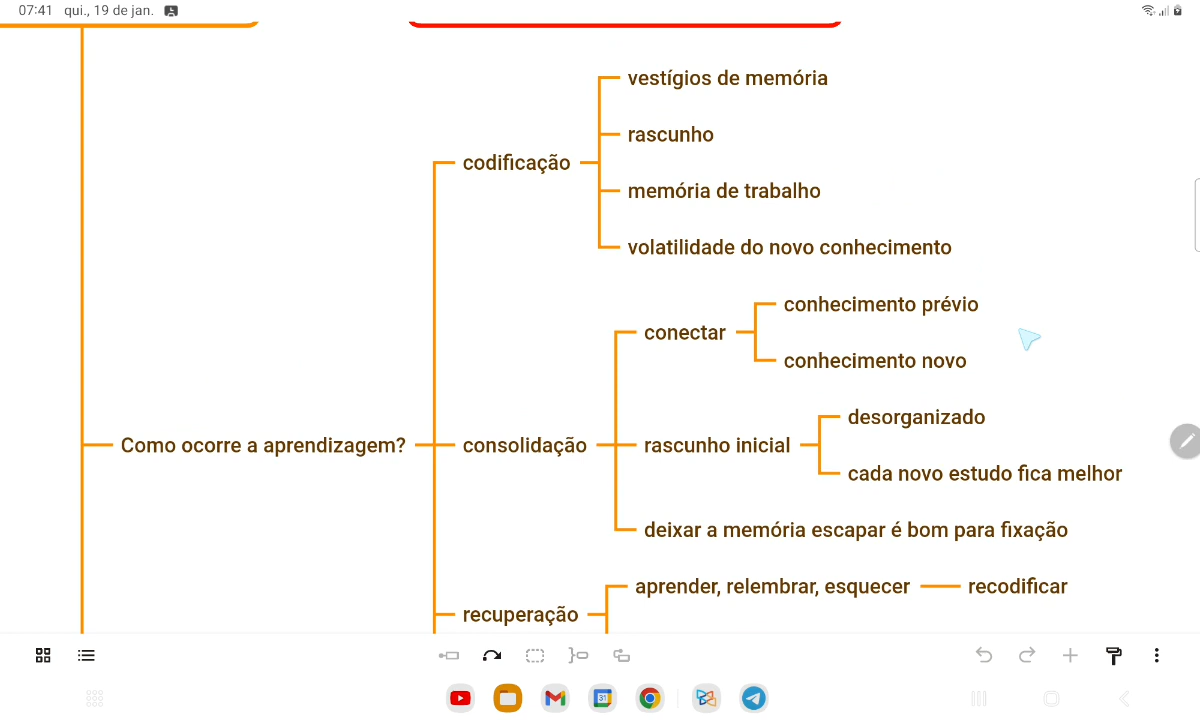 07:41 qui., 19 de jan.
vestígios de memória
rascunho
codificação
memória de trabalho
volatilidade do novo conhecimento
conhecimento prévio
conectar
conhecimento novo
desorganizado
Como ocorre a aprendizagem?
consolidação
rascunho inicial
cada novo estudo fica melhor
deixar a memória escapar é bom para fixação
aprender, relembrar, esquecer
recodificar
recuperação
31